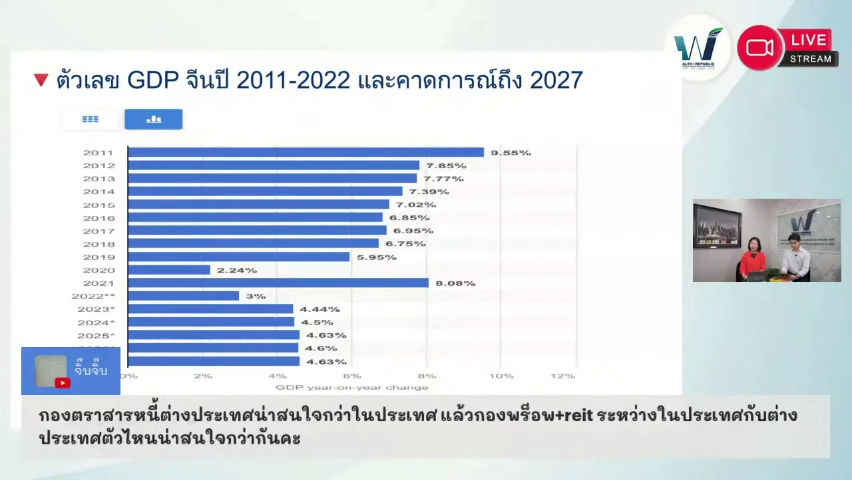 LIVE
STREAM
WEALTH REPUBLIC
▼ ตัวเลข GDP จีนปี 2011-2022 และคาดการณ์ถึง 2027
2011 9.55%
2012 7.85%
2013 7.77%
2014 7.39%
2015 7.02%
2016 6.85%
2017 6.95%
2018 6.75%
2019 5.95%
2020 2.24%
2021 8.08%
2022** 3%
2023* 4.44%
2024* 4.5%
2025* 4.63%
4.6%
4.63%
0% 2% 4% 6% 8% 10% 12%
GDP year-on-year change
จิ๊บจิ๊บ
กองตราสารหนี้ต่างประเทศน่าสนใจกว่าในประเทศ แล้วกองพร็อพ+reit ระหว่างในประเทศกับต่าง
ประเทศตัวไหนน่าสนใจกว่ากันคะ